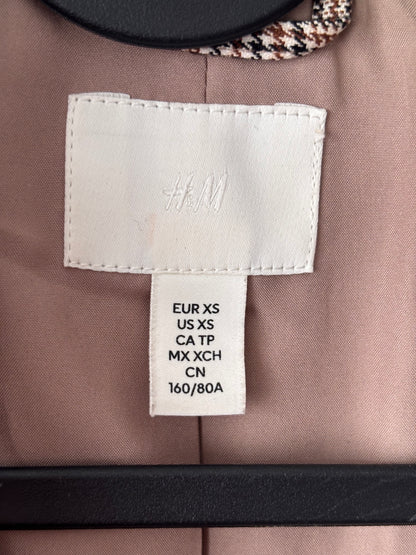 H&M
EUR XS
US XS
CA TP
MX XCH
CN
160/80A